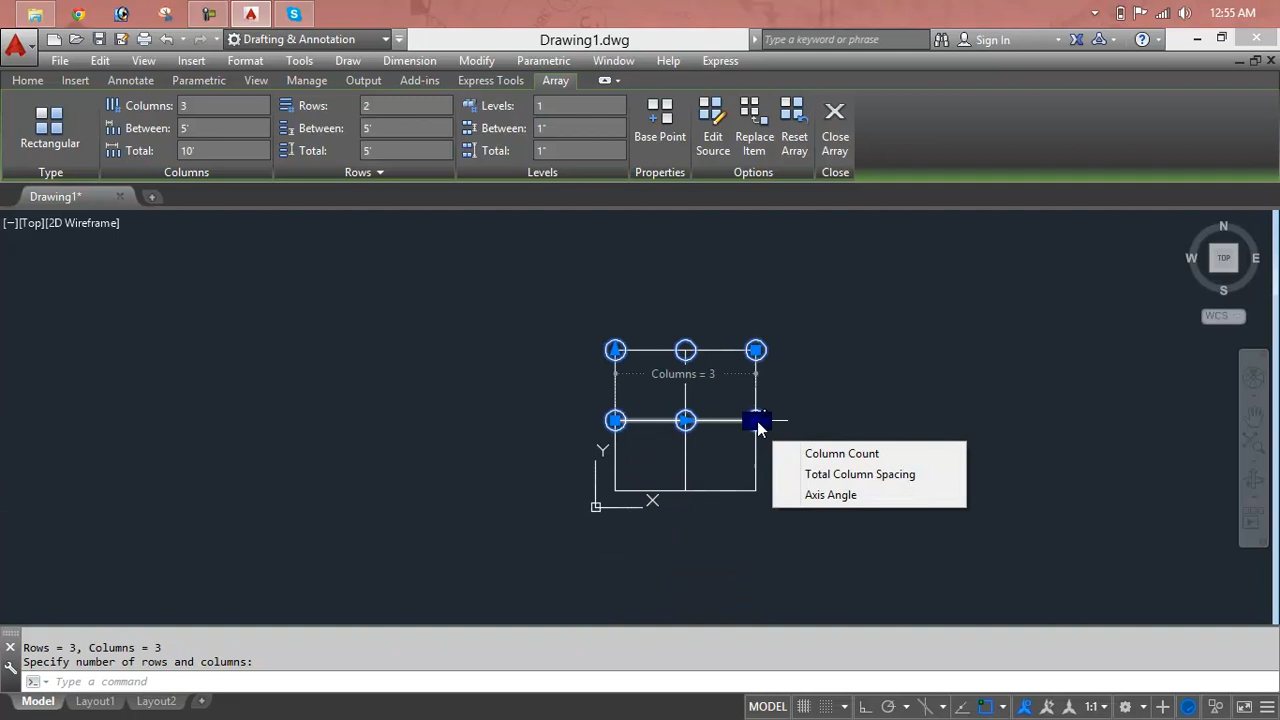 12:55 AM
Drafting & Annotation
Drawing1.dwg
Type a keyword or phrase
Sign In
File Edit View Insert Format Tools Draw Dimension Modify Parametric Window Help Express
Home Insert Annotate Parametric View Manage Output Add-ins Express Tools Array
Columns: 3 Rows: 2 Levels: 1
Between: 5' Between: 5' Between: 1"
Total: 10' Total: 5' Total: 1"
Rectangular
Base Point
Edit Source
Replace Item
Reset Array
Close Array
Type Columns Rows Levels Properties Options Close
Drawing1*
[−][Top][2D Wireframe]
N
W TOP E
S
WCS
Columns = 3
Column Count
Total Column Spacing
Axis Angle
Y
X
Rows = 3, Columns = 3
Specify number of rows and columns:
Type a command
Model Layout1 Layout2 +
MODEL 1:1